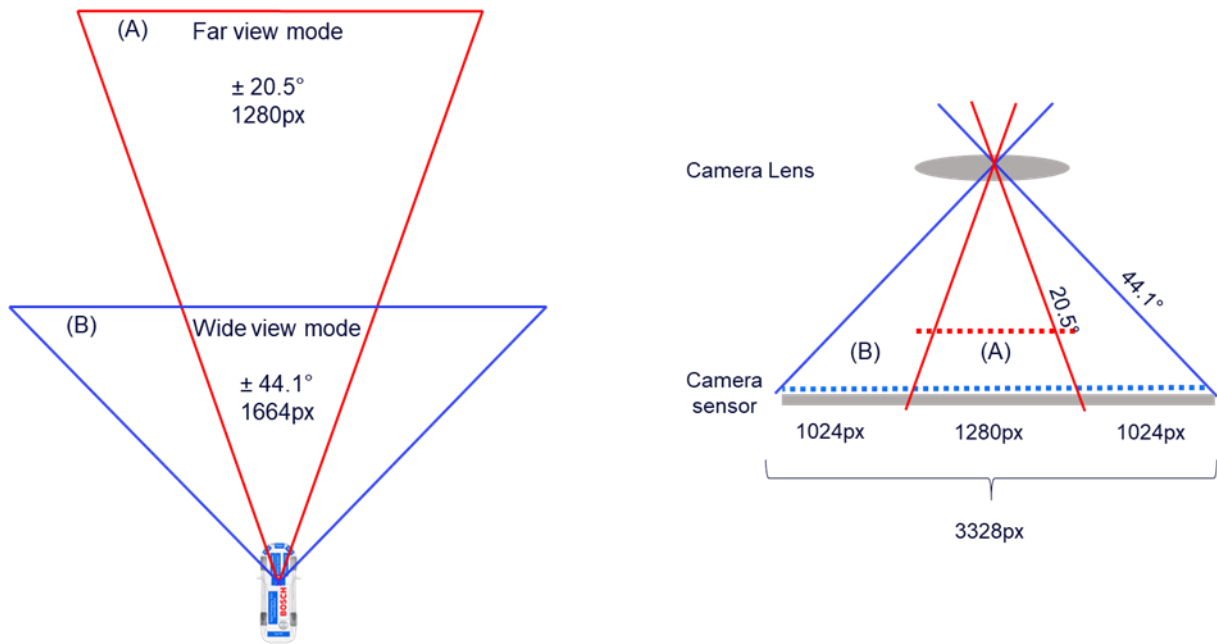 (A)
Far view mode
± 20.5°
1280px
(B)
Wide view mode
± 44.1°
1664px
BOSCH
Camera Lens
44.1°
20.5°
(B)
(A)
Camera
sensor
1024px
1280px
1024px
3328px